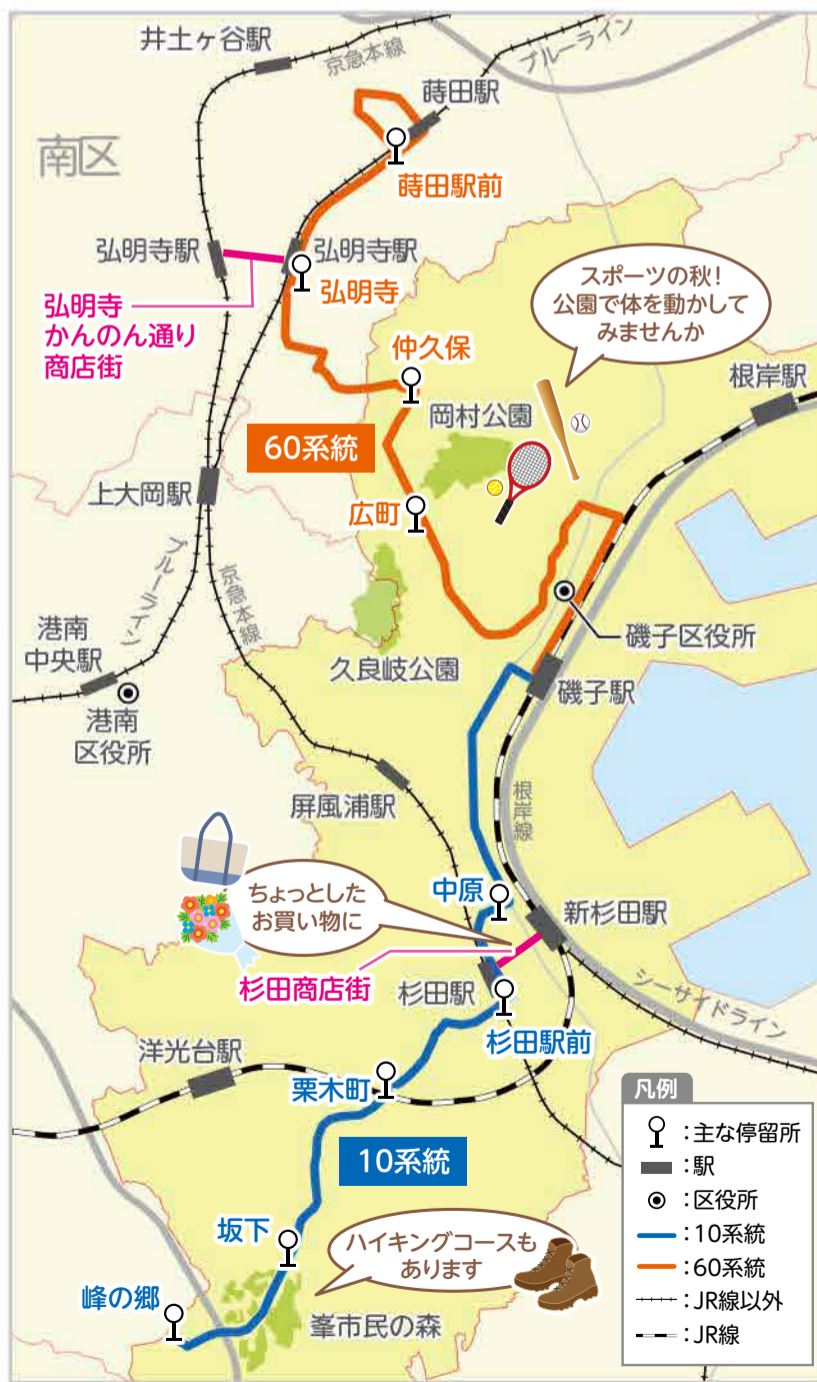 井土ヶ谷駅
京急本線
ブルーライン
蒔田駅
南区
蒔田駅前
弘明寺駅
弘明寺駅
弘明寺
弘明寺
かんのん通り
商店街
スポーツの秋!
公園で体を動かして
みませんか
仲久保
根岸駅
岡村公園
60系統
上大岡駅
広町
ブルーライン
京急本線
港南
中央駅
磯子区役所
久良岐公園
磯子駅
港南
区役所
屏風浦駅
根岸線
ちょっとした
お買い物に
中原
新杉田駅
杉田商店街
杉田駅
シーサイドライン
杉田駅前
洋光台駅
栗木町
10系統
坂下
ハイキングコースも
あります
峰の郷
峯市民の森
凡例
:主な停留所
:駅
:区役所
:10系統
:60系統
:JR線以外
:JR線